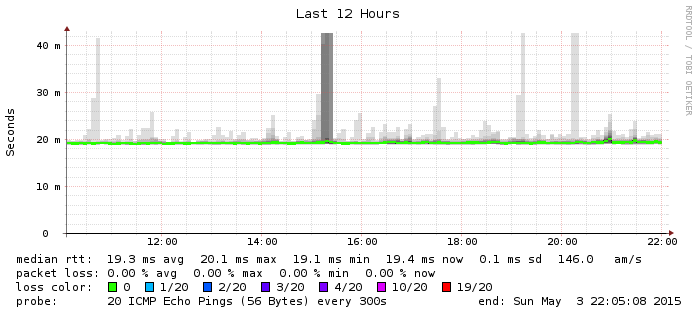 Last 12 Hours
RRDTOOL / TOBI OETIKER
Seconds
40 m
30 m
20 m
10 m
0
12:00 14:00 16:00 18:00 20:00 22:00
median rtt: 19.3 ms avg 20.1 ms max 19.1 ms min 19.4 ms now 0.1 ms sd 146.0 am/s
packet loss: 0.00 % avg 0.00 % max 0.00 % min 0.00 % now
loss color: 0 1/20 2/20 3/20 4/20 10/20 19/20
probe: 20 ICMP Echo Pings (56 Bytes) every 300s end: Sun May 3 22:05:08 2015